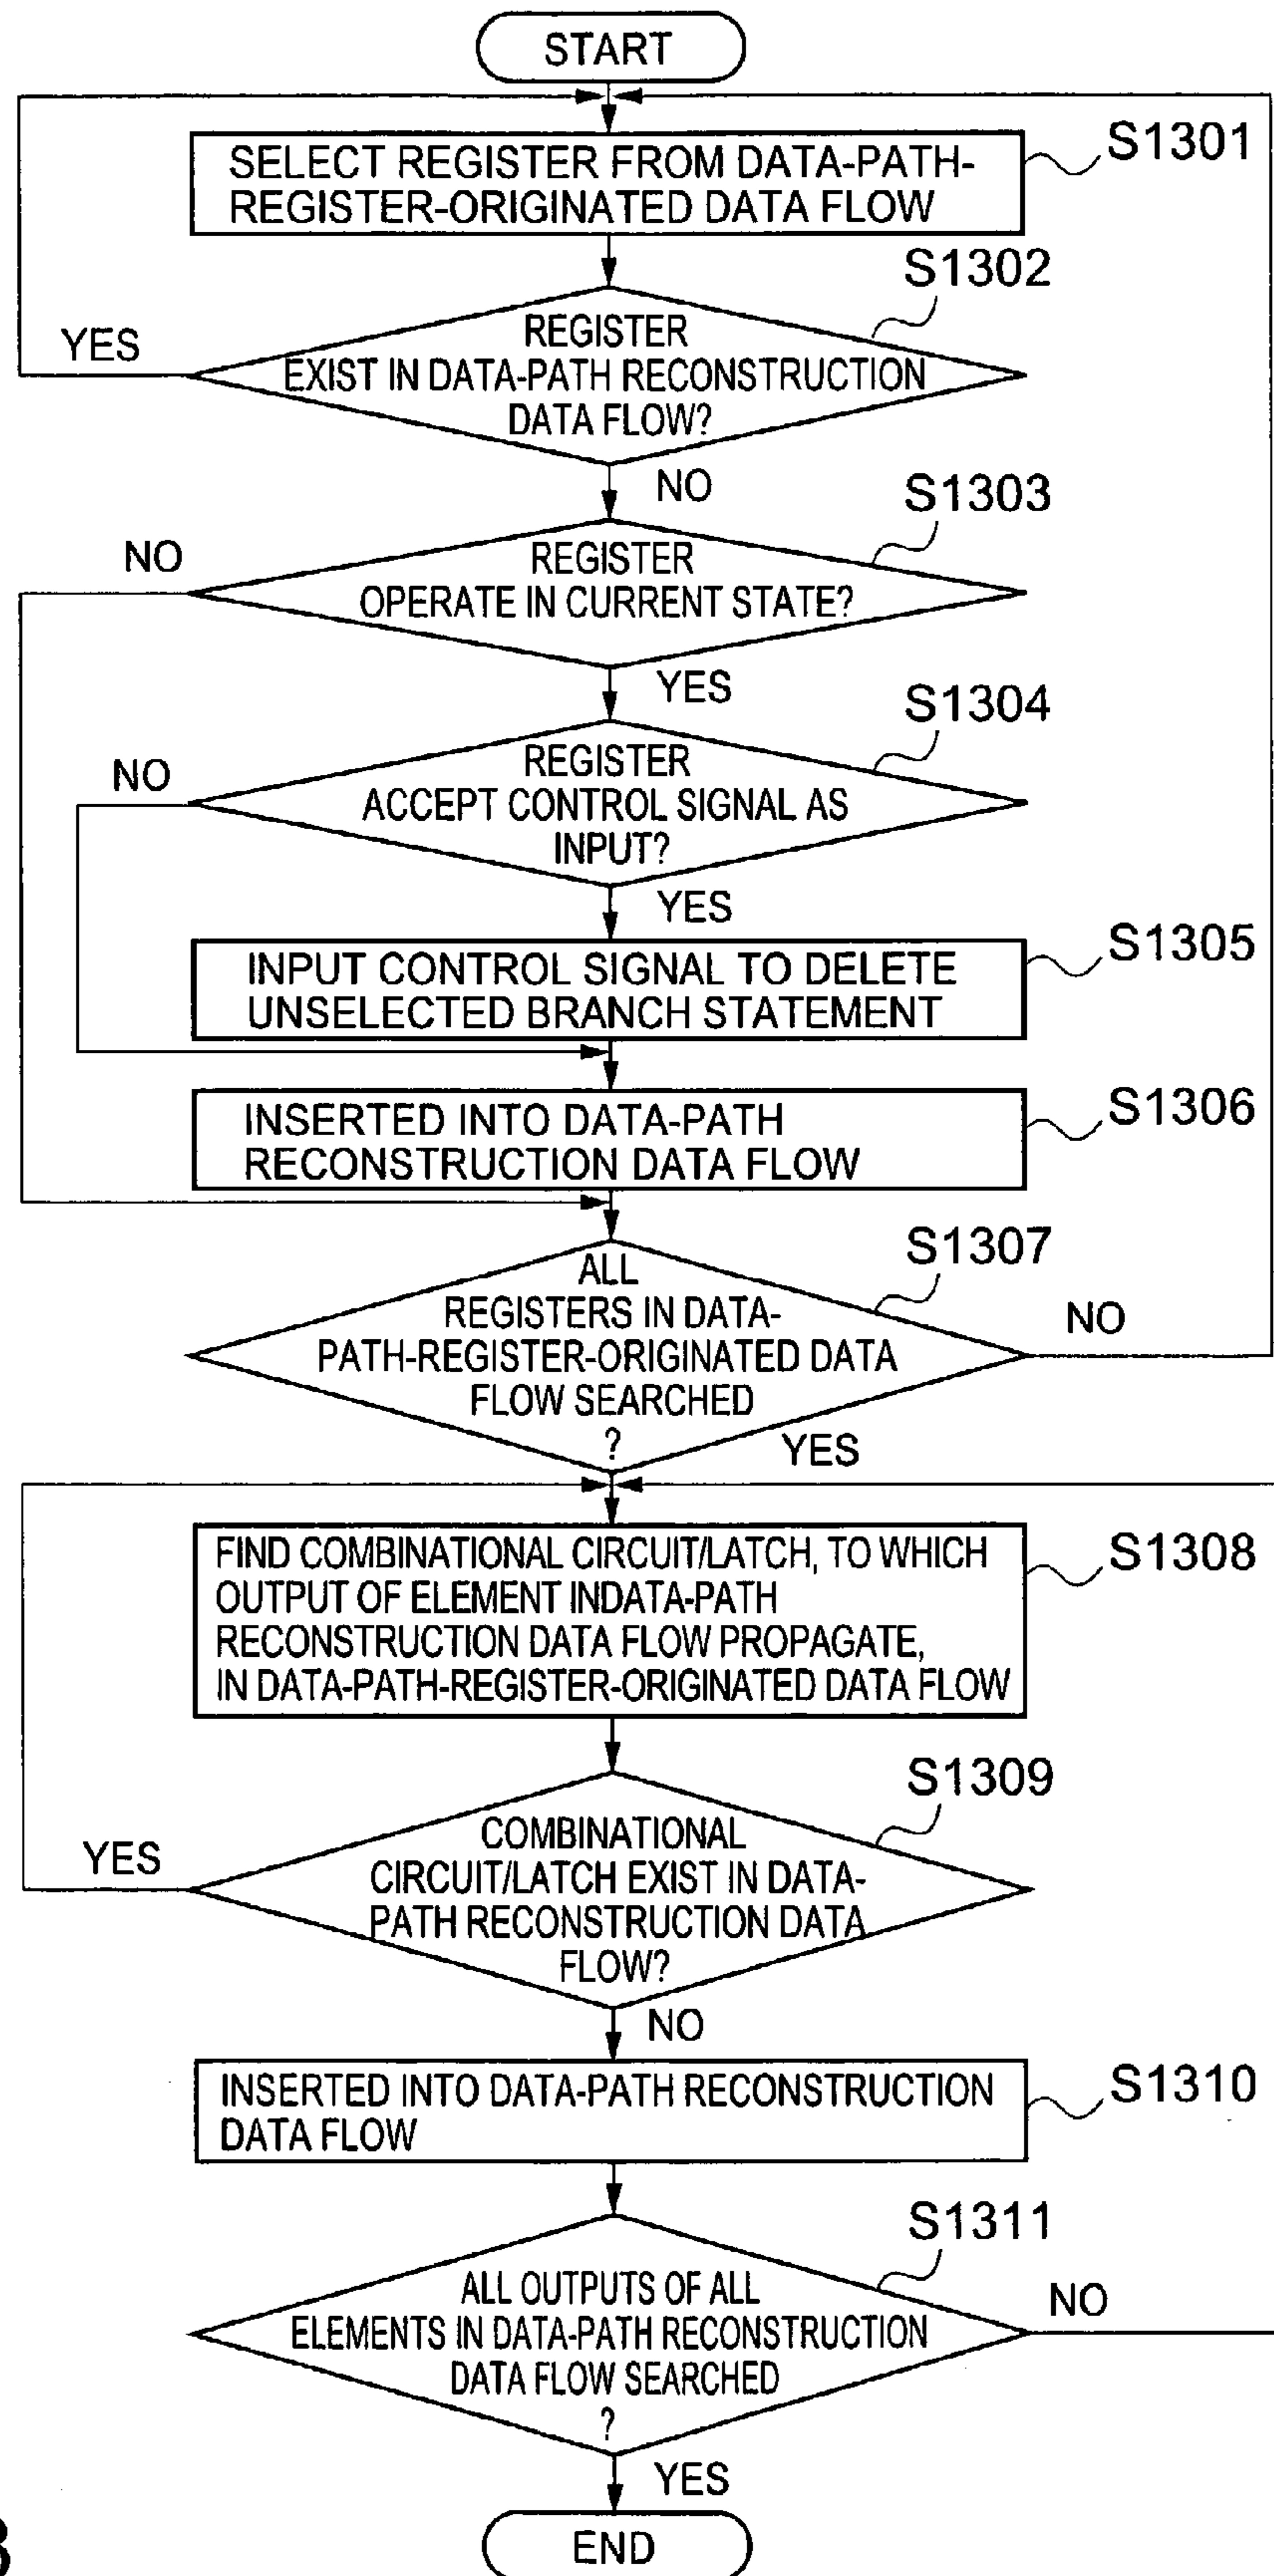 START
SELECT REGISTER FROM DATA-PATH-
REGISTER-ORIGINATED DATA FLOW
S1301
S1302
REGISTER
EXIST IN DATA-PATH RECONSTRUCTION
DATA FLOW?
YES
NO
S1303
REGISTER
OPERATE IN CURRENT STATE?
NO
YES
S1304
REGISTER
ACCEPT CONTROL SIGNAL AS
INPUT?
NO
YES
INPUT CONTROL SIGNAL TO DELETE
UNSELECTED BRANCH STATEMENT
S1305
INSERTED INTO DATA-PATH
RECONSTRUCTION DATA FLOW
S1306
S1307
ALL
REGISTERS IN DATA-
PATH-REGISTER-ORIGINATED DATA
FLOW SEARCHED
?
NO
YES
FIND COMBINATIONAL CIRCUIT/LATCH, TO WHICH
OUTPUT OF ELEMENT INDATA-PATH
RECONSTRUCTION DATA FLOW PROPAGATE,
IN DATA-PATH-REGISTER-ORIGINATED DATA FLOW
S1308
S1309
COMBINATIONAL
CIRCUIT/LATCH EXIST IN DATA-
PATH RECONSTRUCTION DATA
FLOW?
YES
NO
INSERTED INTO DATA-PATH RECONSTRUCTION
DATA FLOW
S1310
S1311
ALL OUTPUTS OF ALL
ELEMENTS IN DATA-PATH RECONSTRUCTION
DATA FLOW SEARCHED
?
NO
YES
END